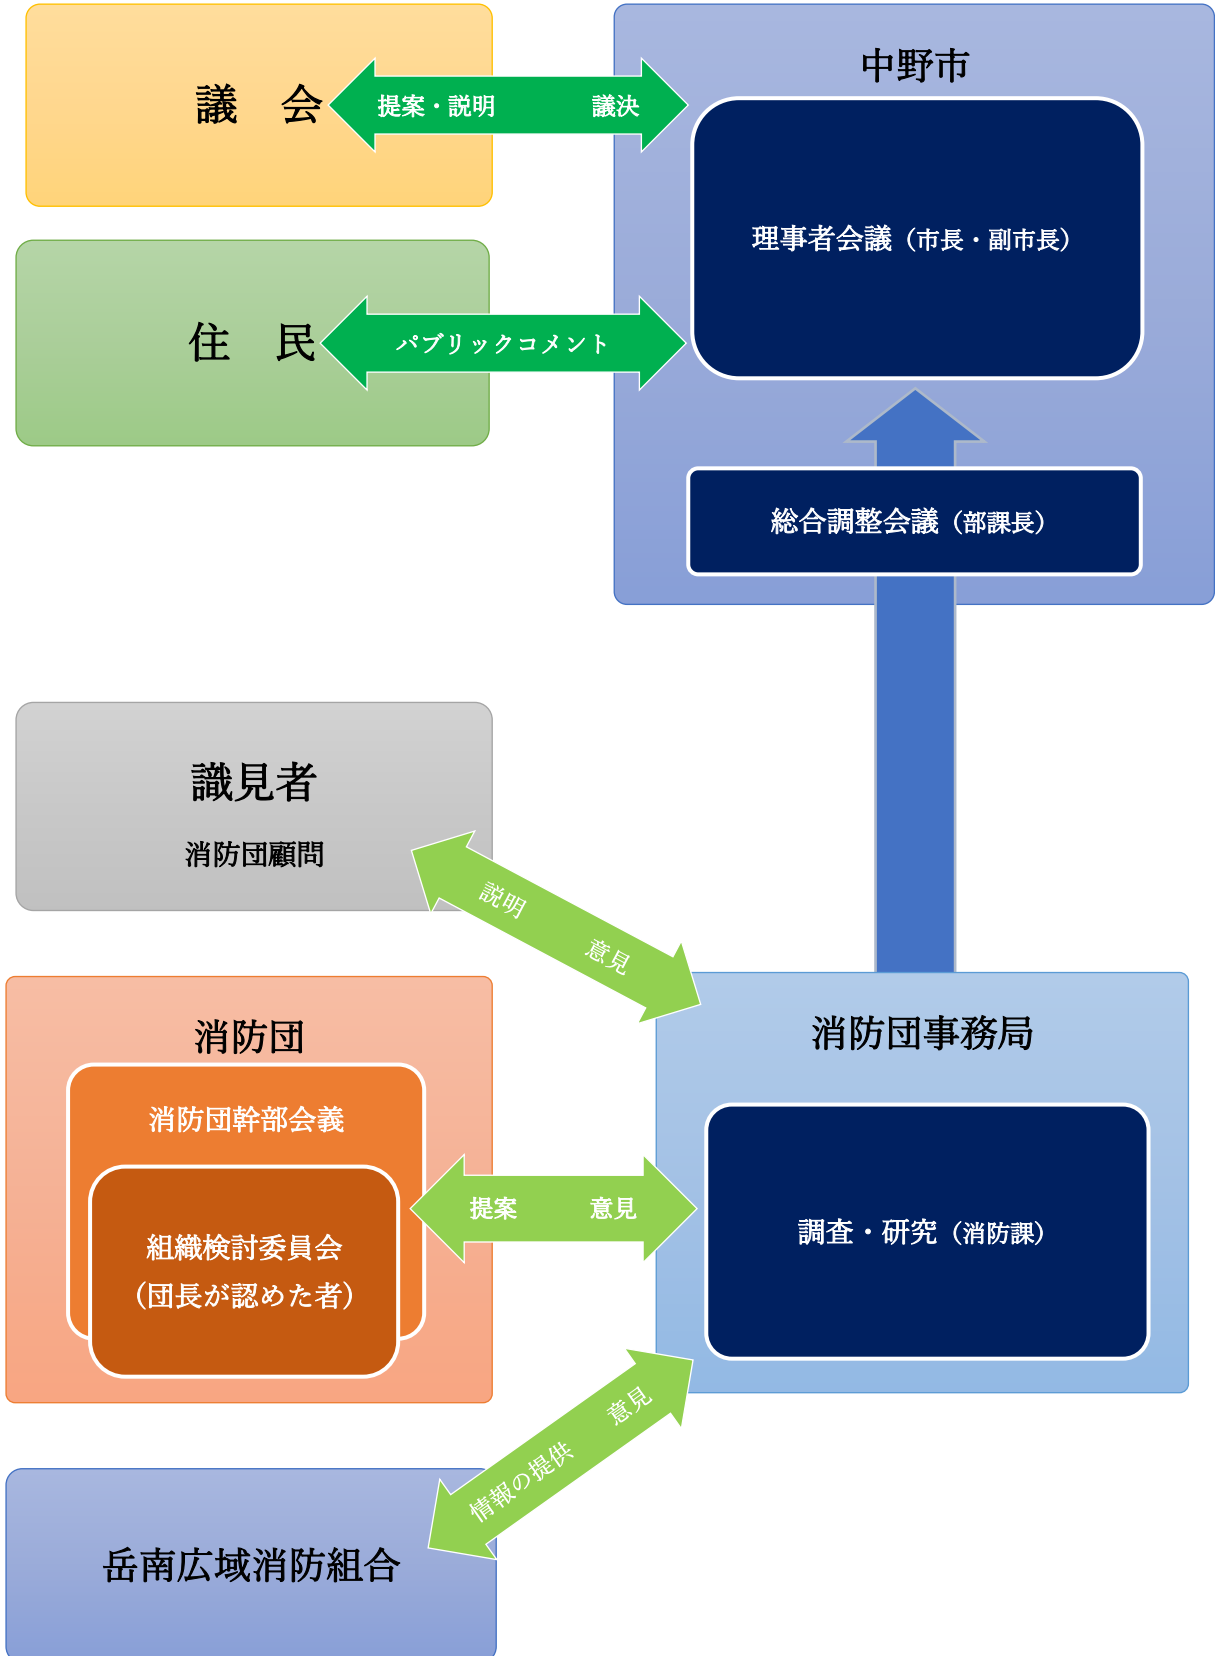 議　会
提案・説明　　　　議決
中野市
理事者会議（市長・副市長）
住　民
パブリックコメント
総合調整会議（部課長）
識見者
消防団顧問
説明　　　意見
消防団
消防団幹部会義
組織検討委員会
（団長が認めた者）
提案　　　意見
消防団事務局
調査・研究（消防課）
情報の提供　　意見
岳南広域消防組合